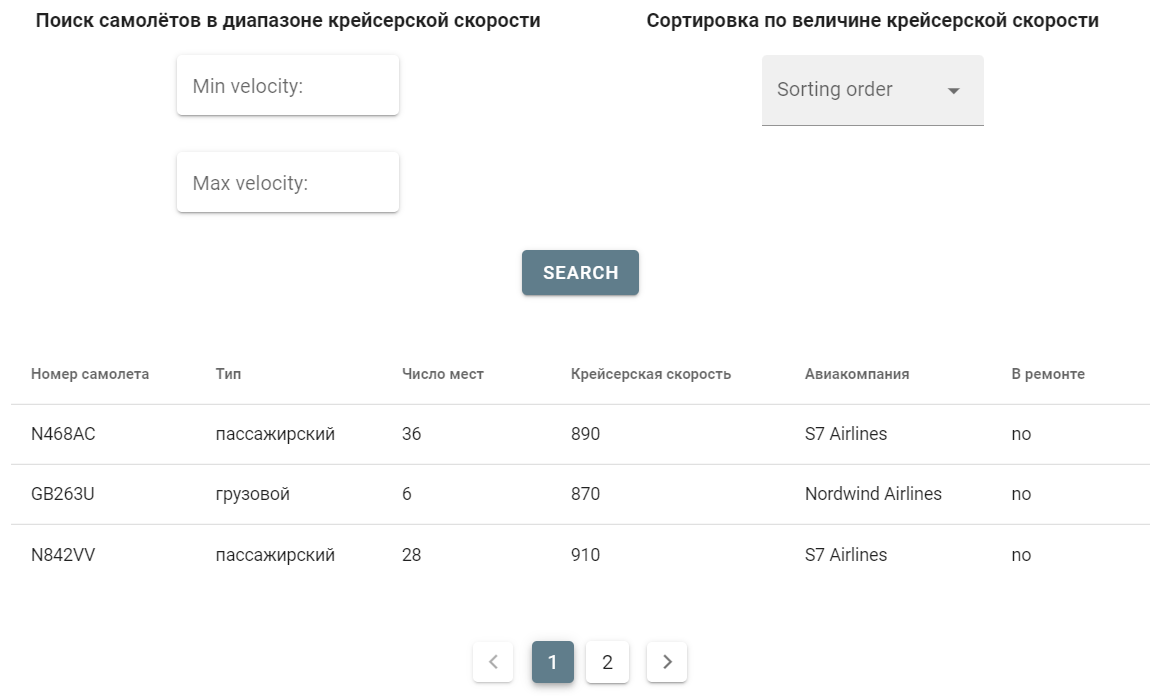 Поиск самолётов в диапазоне крейсерской скорости
Сортировка по величине крейсерской скорости
Min velocity:
Sorting order
Max velocity:
SEARCH
Номер самолета Тип Число мест Крейсерская скорость Авиакомпания В ремонте
N468AC пассажирский 36 890 S7 Airlines no
GB263U грузовой 6 870 Nordwind Airlines no
N842VV пассажирский 28 910 S7 Airlines no
1 2